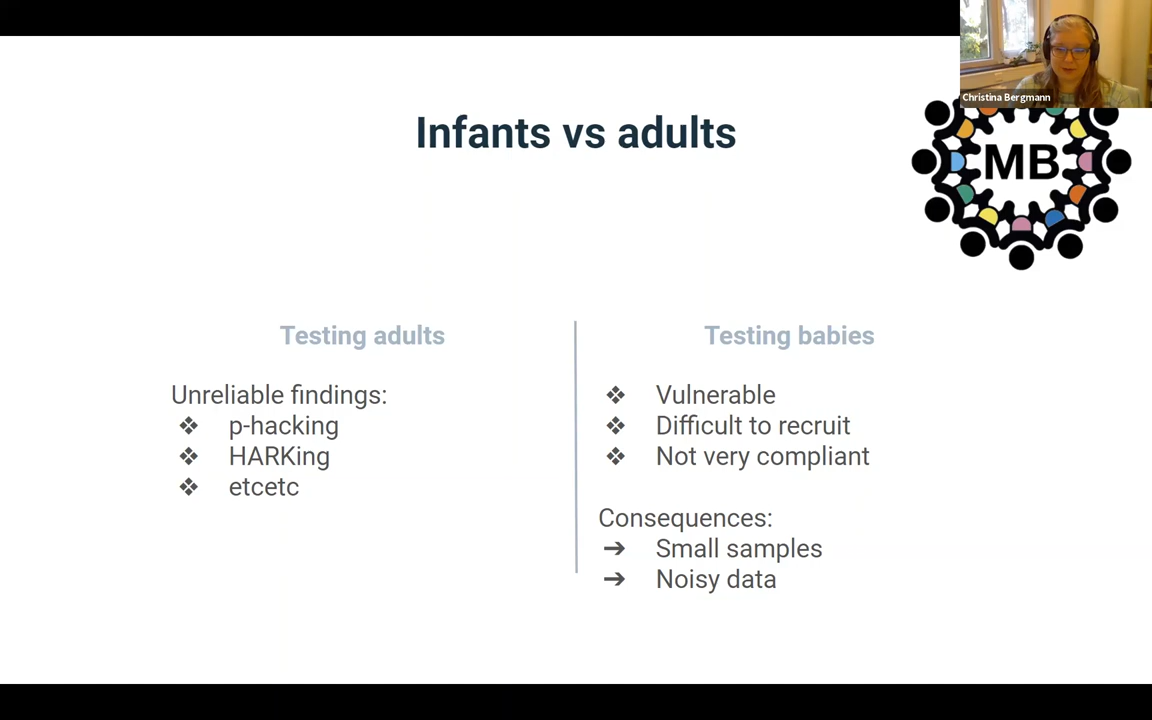 Christina Bergmann
Infants vs adults
MB
Testing adults
Unreliable findings:
❖ p-hacking
❖ HARKing
❖ etcetc
Testing babies
❖ Vulnerable
❖ Difficult to recruit
❖ Not very compliant
Consequences:
➔ Small samples
➔ Noisy data